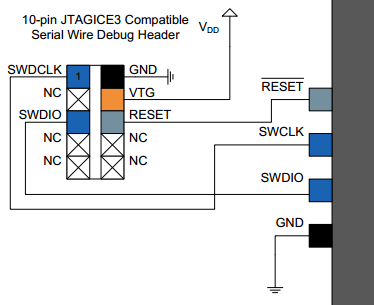 10-pin JTAGICE3 Compatible
Serial Wire Debug Header
VDD
SWDCLK
1
GND
NC
VTG
SWDIO
RESET
NC
NC
NC
NC
RESET
SWCLK
SWDIO
GND